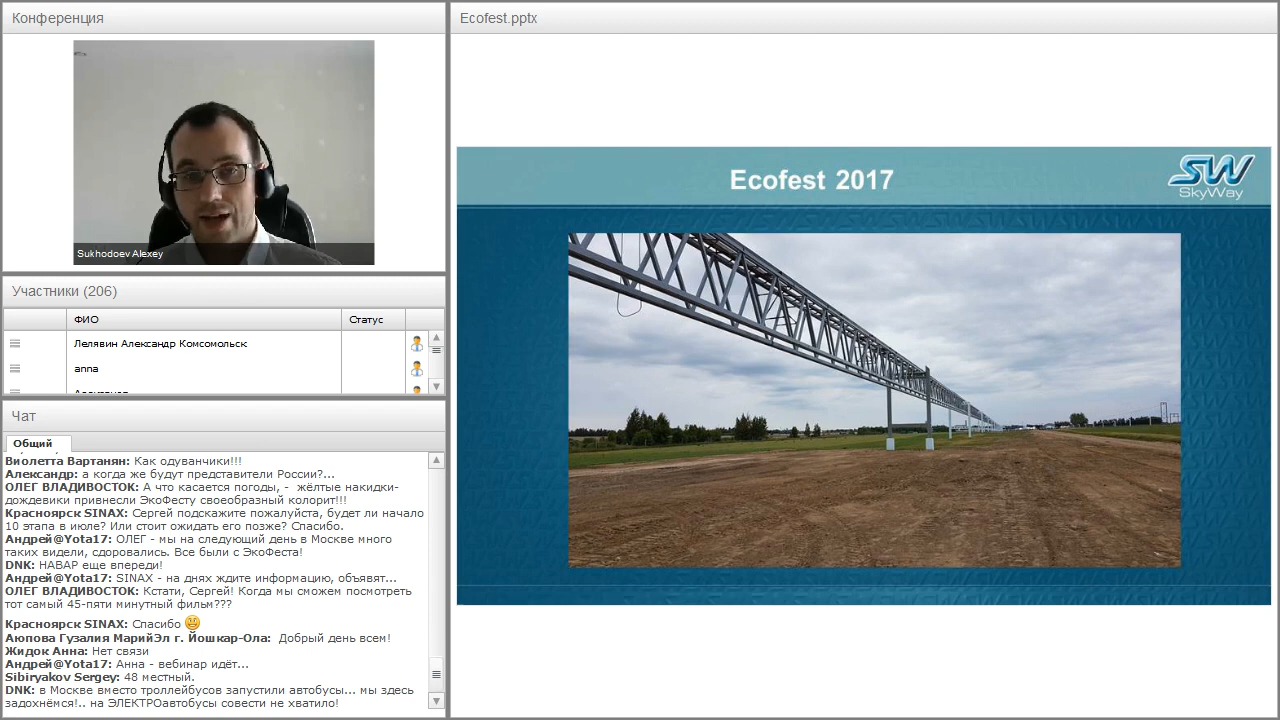 Конференция
Sukhodoev Alexey
Участники (206)
ФИО
Статус
Лелявин Александр Комсомольск
anna
Чат
Общий
Виолетта Вартанян: Как одуванчики!!!
Александр: а когда же будут представители России?...
ОЛЕГ ВЛАДИВОСТОК: А что касается погоды, - жёлтые накидки-
дождевики привнесли ЭкоФесту своеобразный колорит!!!
Красноярск SINAX: Сергей подскажите пожалуйста, будет ли начало
10 этапа в июле? Или стоит ожидать его позже? Спасибо.
Андрей@Yota17: ОЛЕГ - мы на следующий день в Москве много
таких видели, сдоровались. Все были с ЭкоФеста!
DNK: НАВАР еще впереди!
Андрей@Yota17: SINAX - на днях ждите информацию, объявят...
ОЛЕГ ВЛАДИВОСТОК: Кстати, Сергей! Когда мы сможем посмотреть
тот самый 45-пяти минутный фильм???
Красноярск SINAX: Спасибо
Аюпова Гузалия МарийЭл г. Йошкар-Ола: Добрый день всем!
Жидок Анна: Нет связи
Андрей@Yota17: Анна - вебинар идёт...
Sibiryakov Sergey: 48 местный.
DNK: в Москве вместо троллейбусов запустили автобусы... мы здесь
задохнёмся!.. на ЭЛЕКТРОавтобусы совести не хватило!
Ecofest.pptx
Ecofest 2017
SW
SkyWay